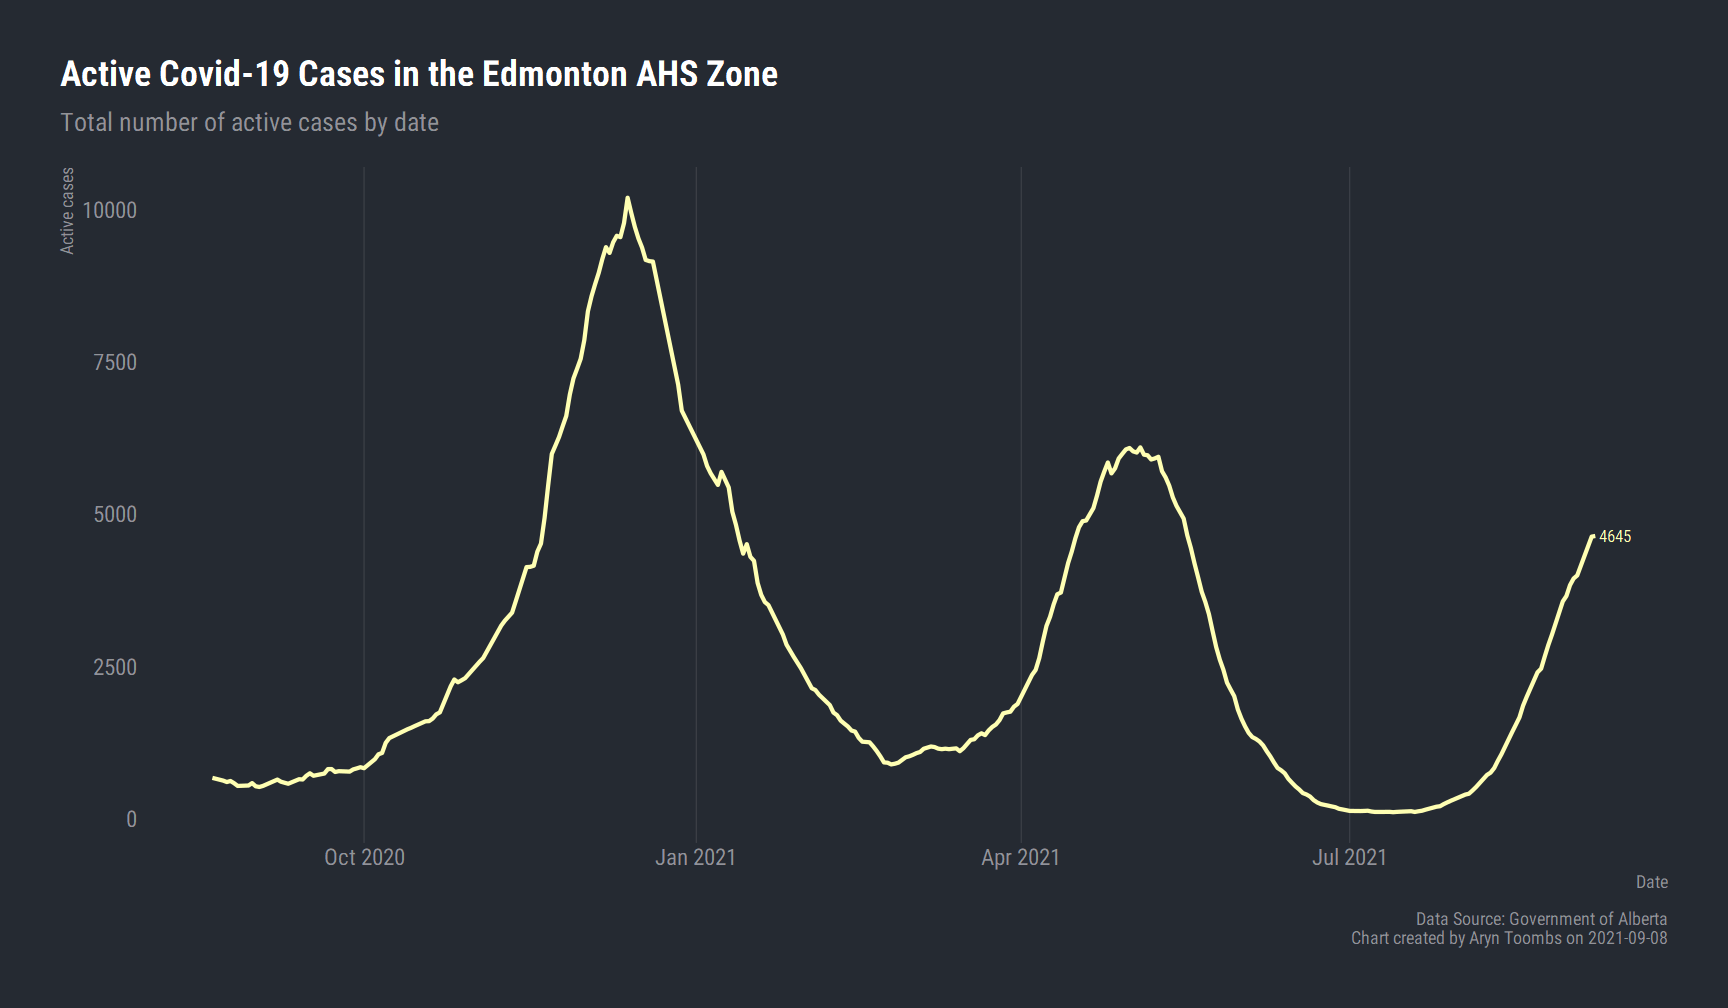 Active Covid-19 Cases in the Edmonton AHS Zone
Total number of active cases by date
Active cases
10000
7500
5000
2500
0
4645
Oct 2020
Jan 2021
Apr 2021
Jul 2021
Date
Data Source: Government of Alberta
Chart created by Aryn Toombs on 2021-09-08